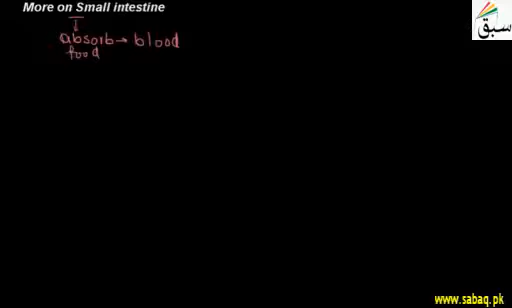 More on Small intestine
absorb → blood
food
سبق
www.sabaq.pk